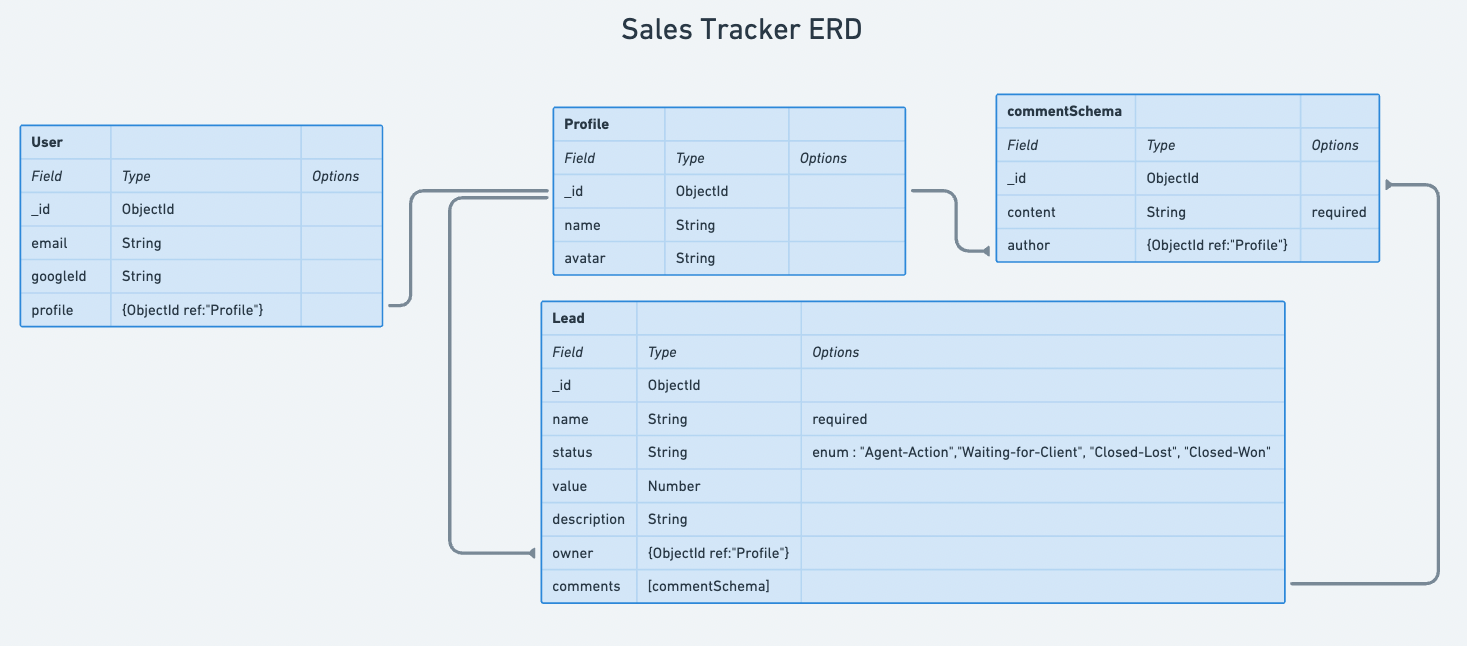 Sales Tracker ERD
User
Field Type Options
_id ObjectId
email String
googleId String
profile {ObjectId ref:"Profile"}
Profile
Field Type Options
_id ObjectId
name String
avatar String
commentSchema
Field Type Options
_id ObjectId
content String required
author {ObjectId ref:"Profile"}
Lead
Field Type Options
_id ObjectId
name String required
status String enum : "Agent-Action","Waiting-for-Client", "Closed-Lost", "Closed-Won"
value Number
description String
owner {ObjectId ref:"Profile"}
comments [commentSchema]